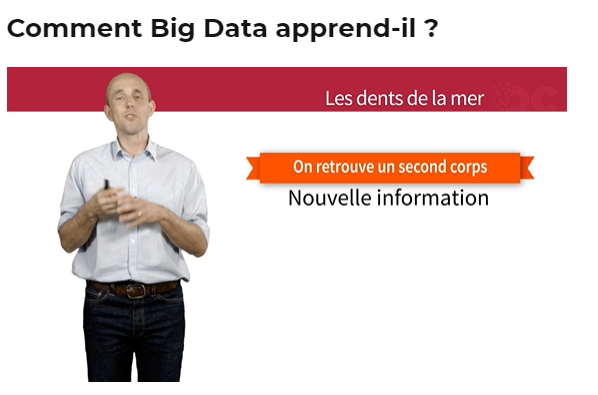 Comment Big Data apprend-il ?
Les dents de la mer
On retrouve un second corps
Nouvelle information